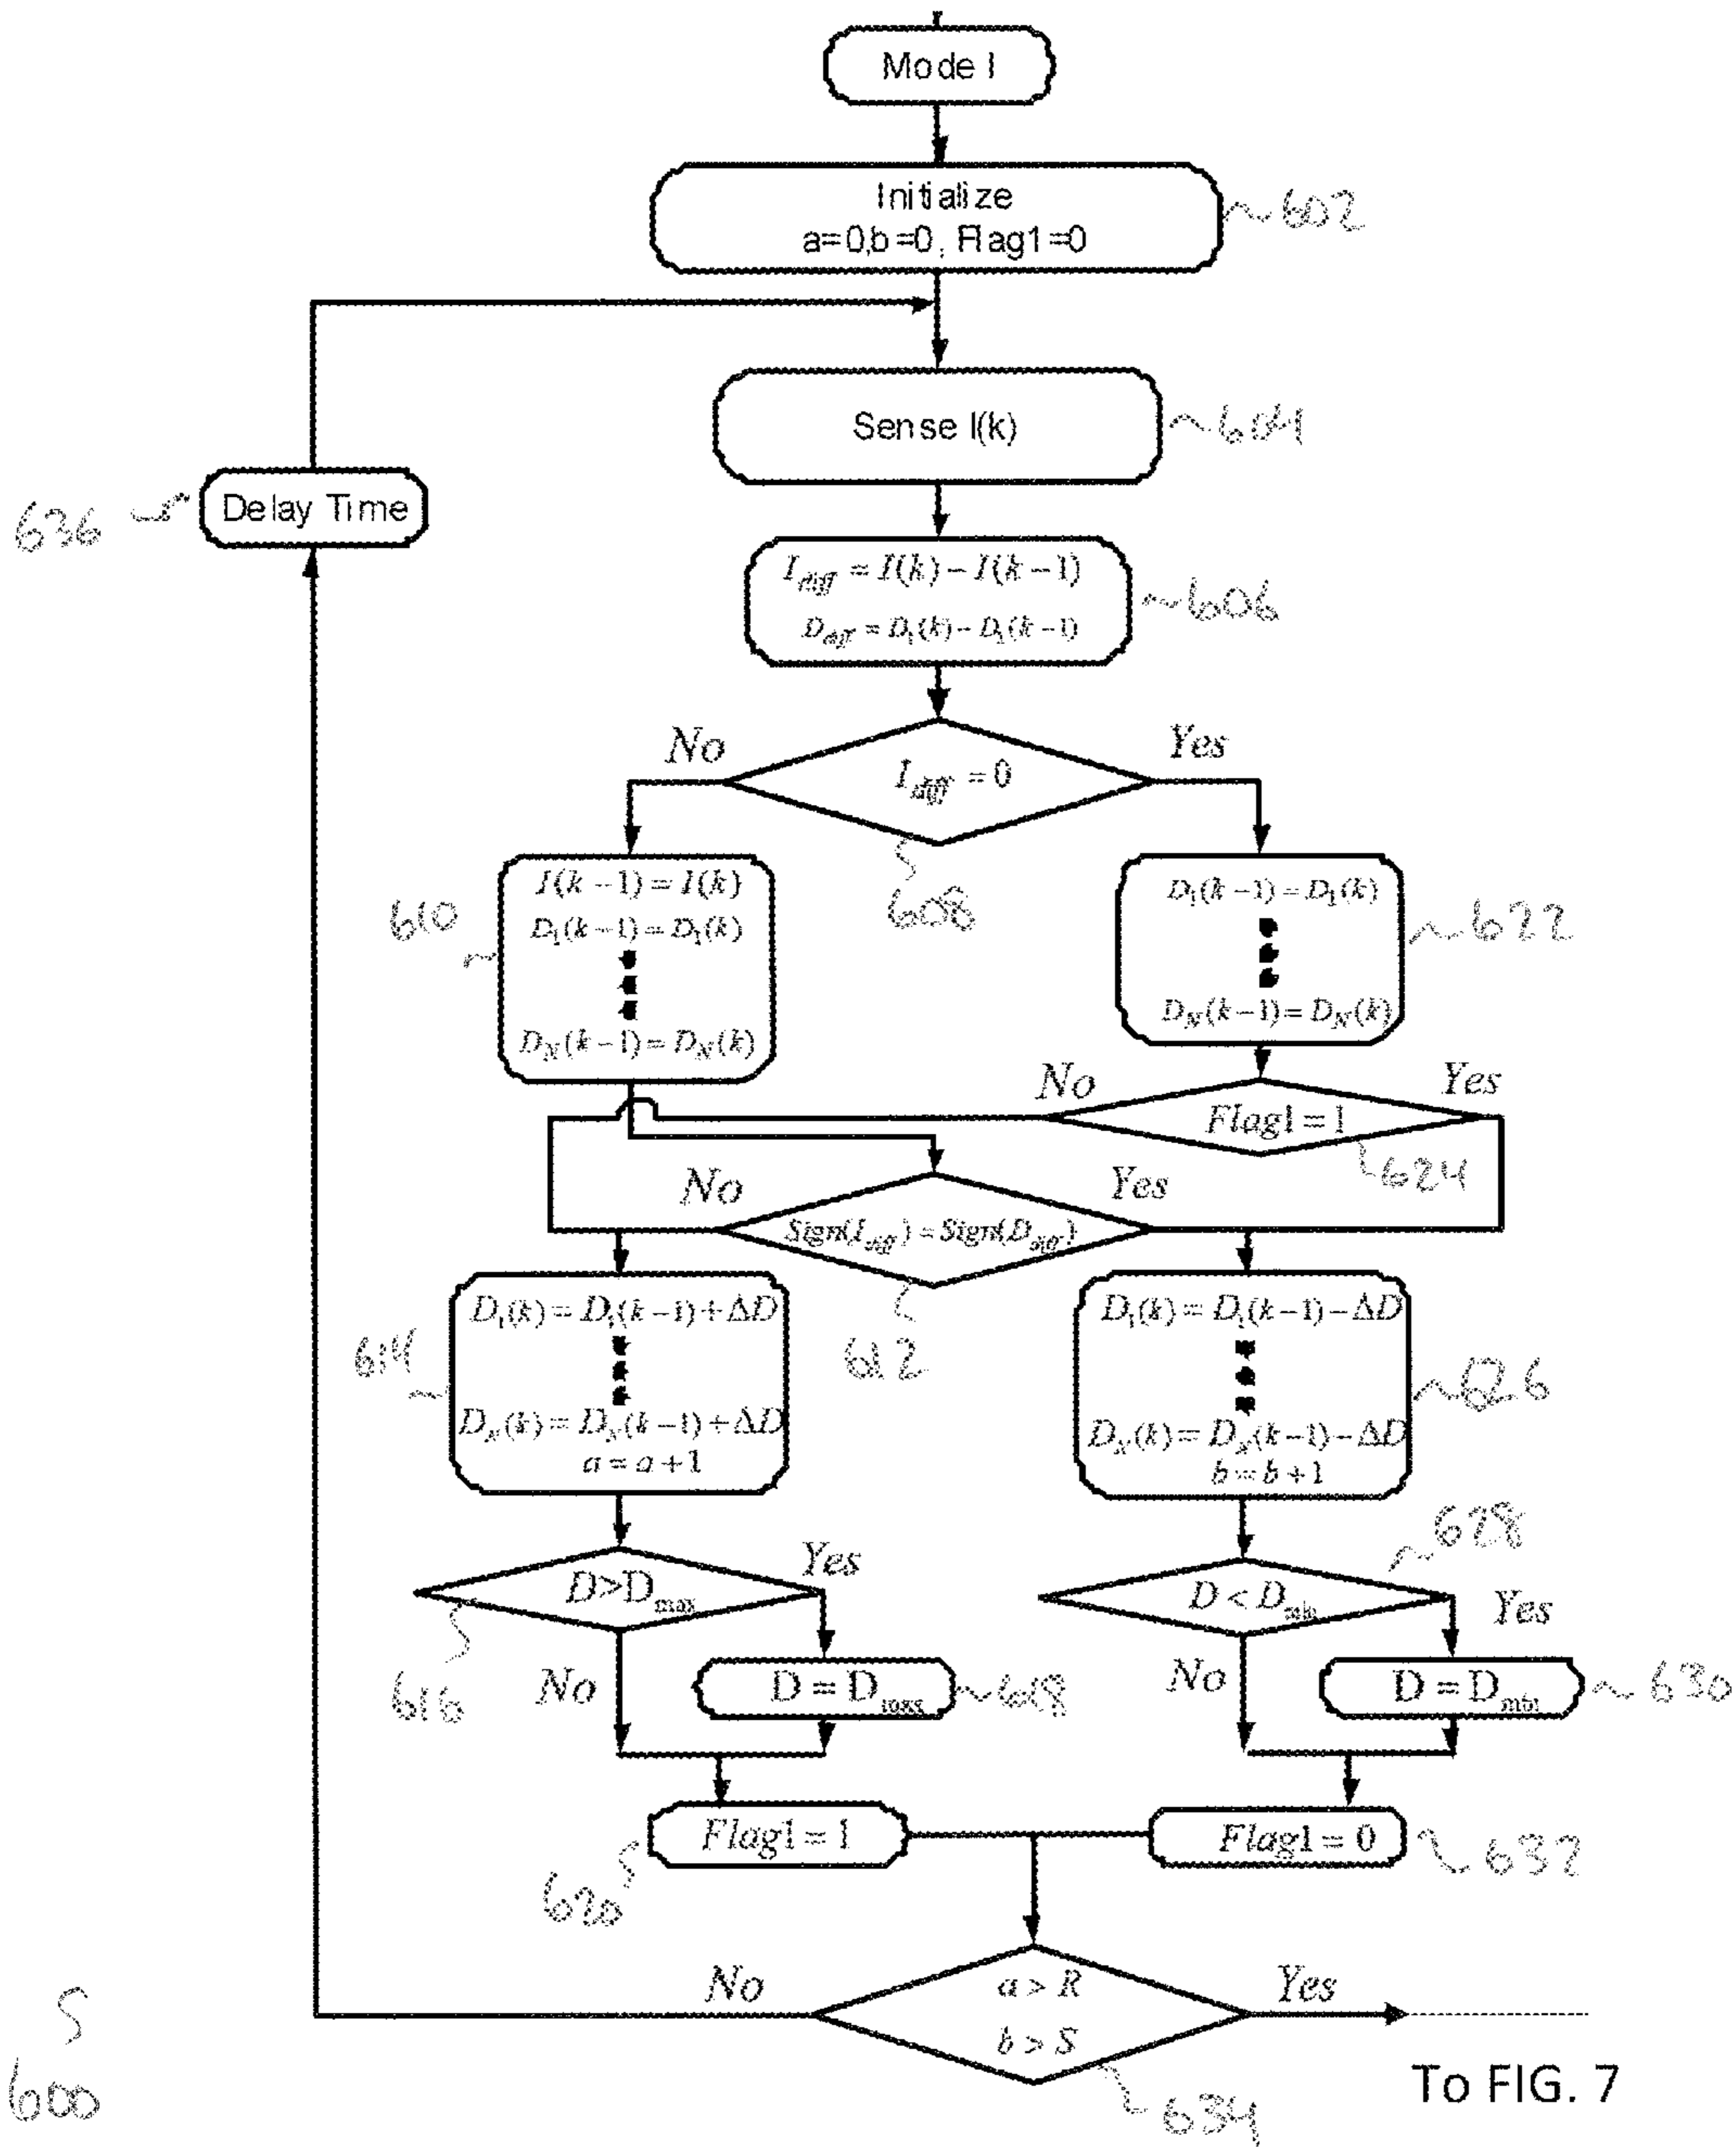 Mode I
Initialize
a=0,b=0, Flag1=0
602
Sense I(k)
604
Delay Time
636
I_diff = I(k) − I(k−1)
D_diff = D_1(k) − D_1(k−1)
606
No
Yes
I_diff = 0
608
I(k−1) = I(k)
D_1(k−1) = D_1(k)
D_N(k−1) = D_N(k)
610
D_1(k−1) = D_1(k)
D_N(k−1) = D_N(k)
622
No
Yes
Flag1 = 1
624
No
Yes
Sign(I_diff) = Sign(D_diff)
612
D_1(k) = D_1(k−1) + ΔD
D_N(k) = D_N(k−1) + ΔD
a = a + 1
614
D_1(k) = D_1(k−1) − ΔD
D_N(k) = D_N(k−1) − ΔD
b = b + 1
626
628
Yes
D>D_max
616
No
D = D_max
618
D < D_min
Yes
No
D = D_min
630
Flag1 = 1
620
Flag1 = 0
632
No
Yes
a > R
b > S
634
To FIG. 7
600